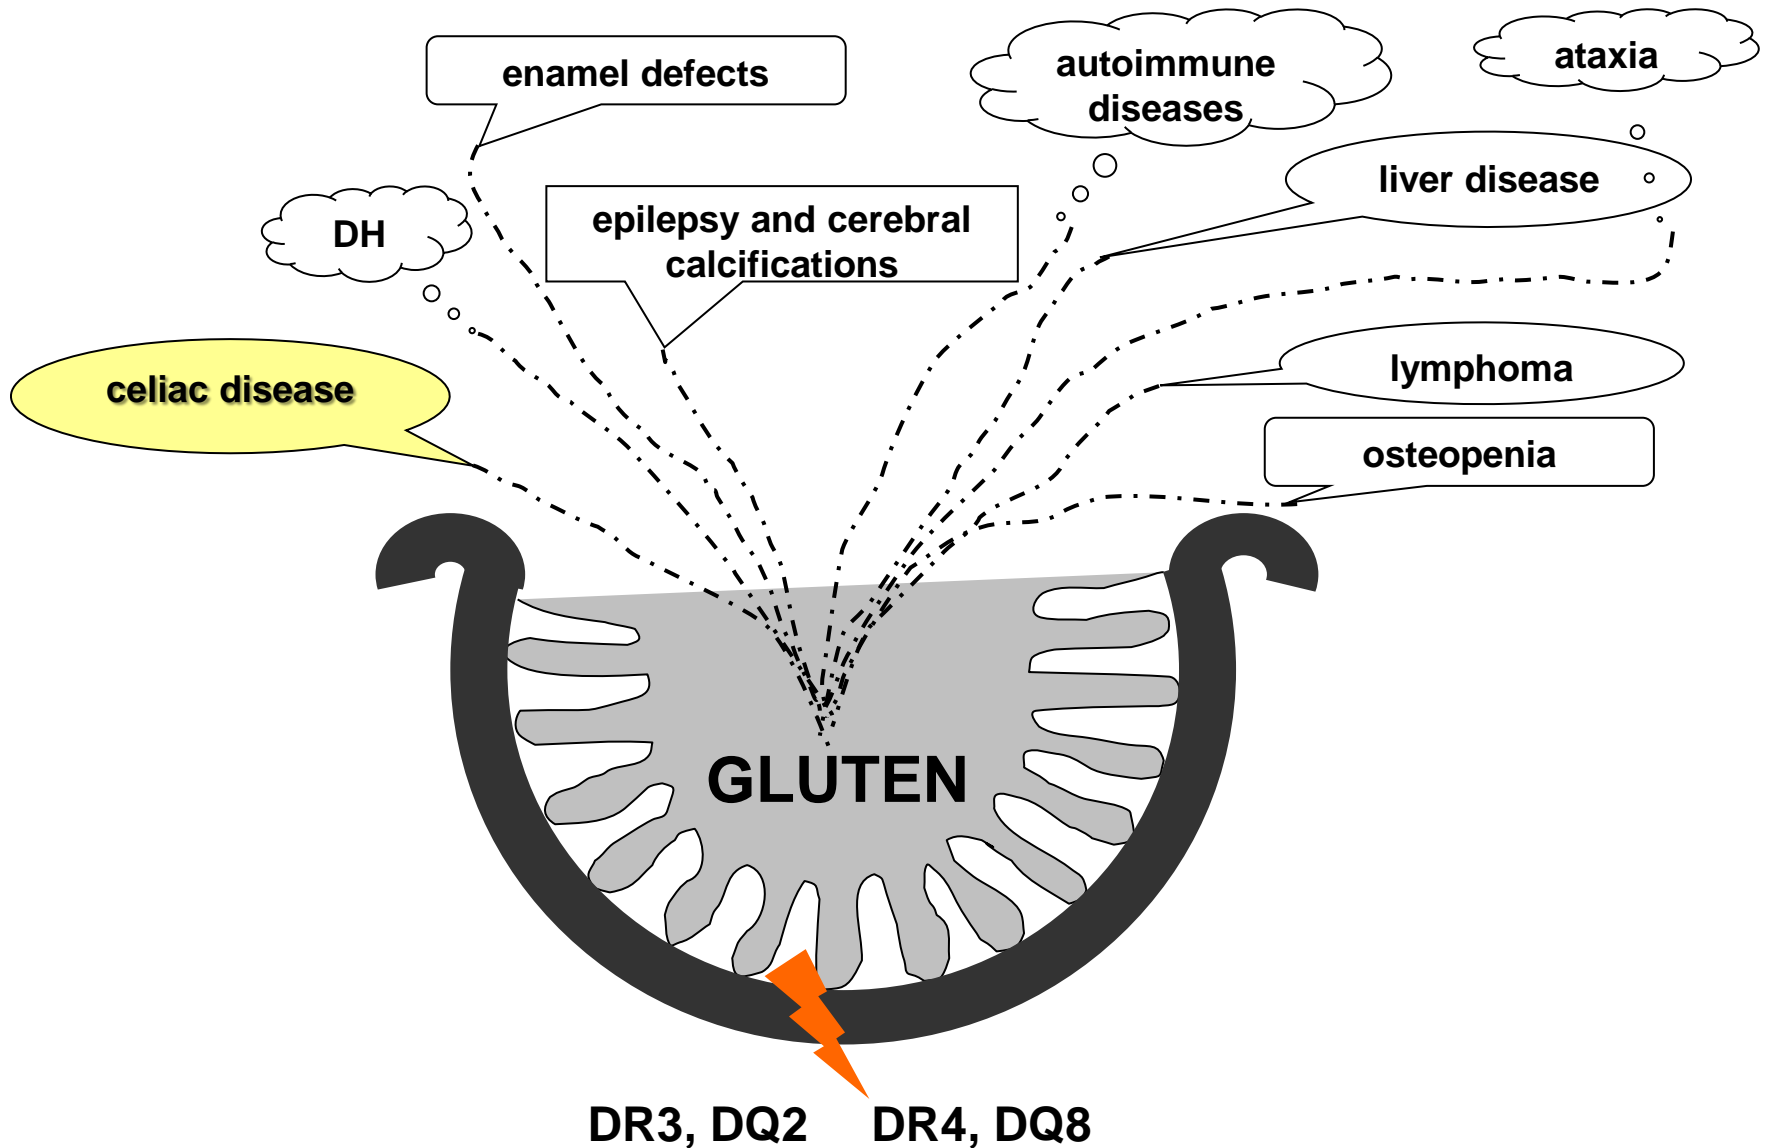 enamel defects
autoimmune
diseases
ataxia
liver disease
DH
epilepsy and cerebral
calcifications
celiac disease
lymphoma
osteopenia
GLUTEN
DR3, DQ2 DR4, DQ8